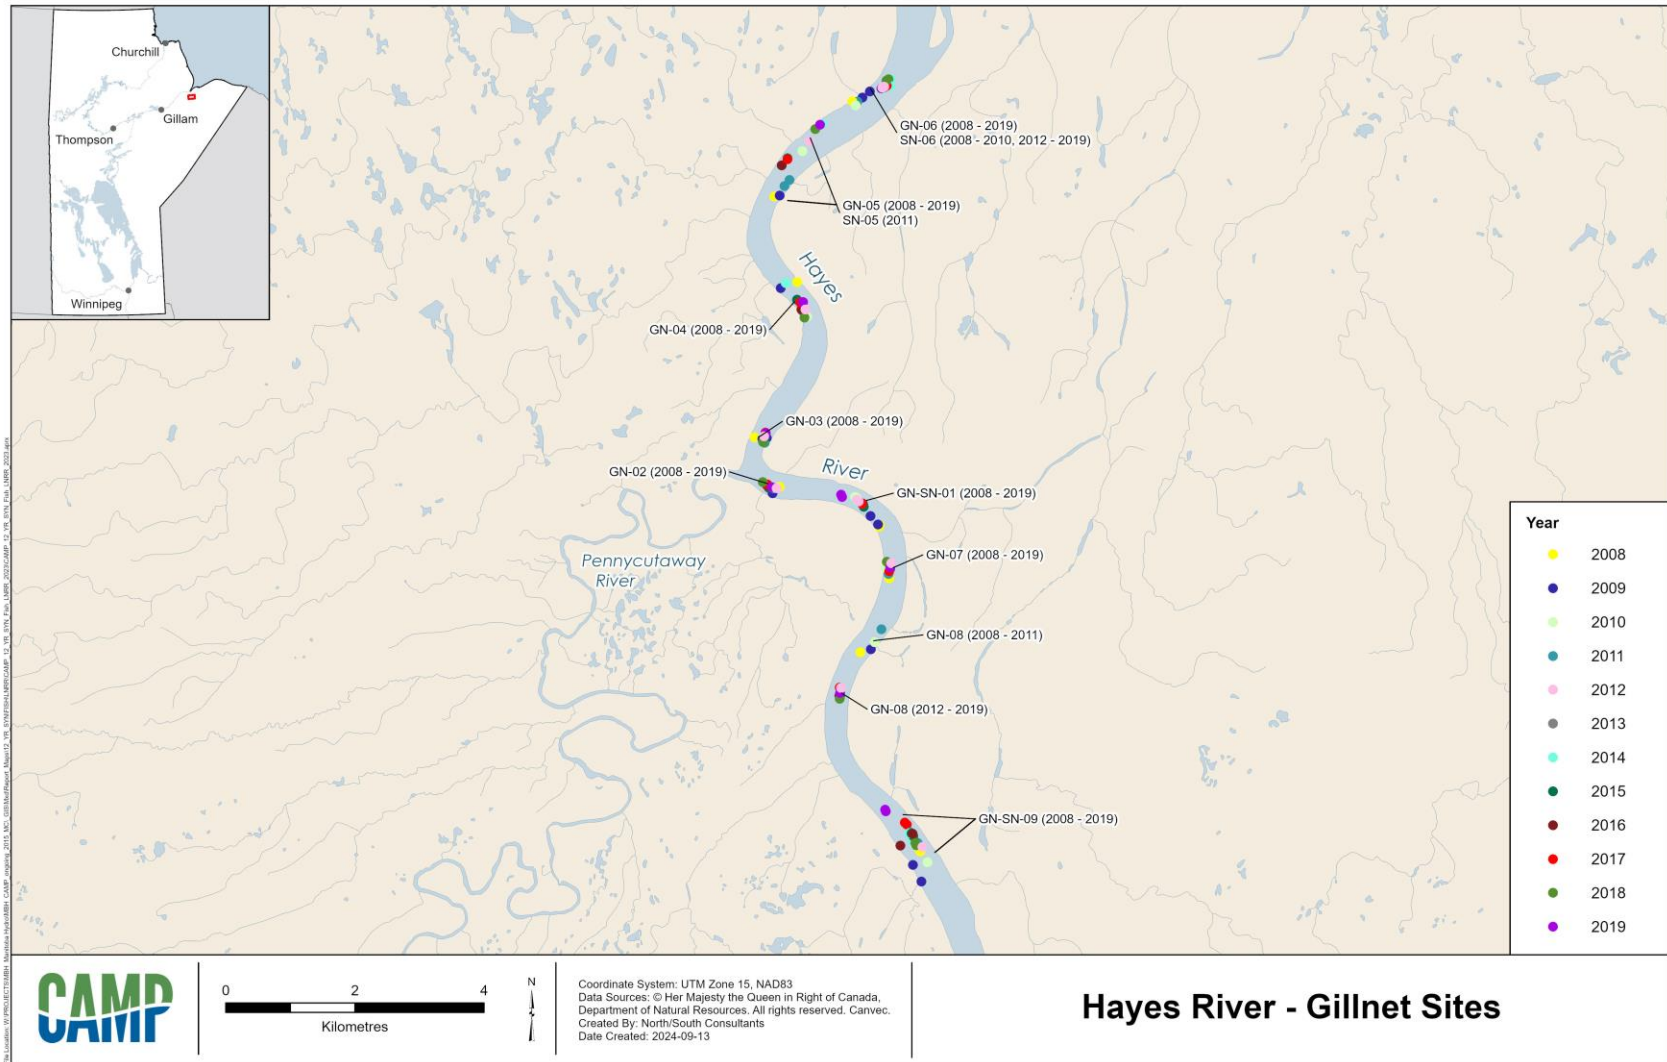 Churchill
Gillam
Thompson
Winnipeg
GN-06 (2008 - 2019)
SN-06 (2008 - 2010, 2012 - 2019)
GN-05 (2008 - 2019)
SN-05 (2011)
Hayes
GN-04 (2008 - 2019)
GN-03 (2008 - 2019)
River
GN-02 (2008 - 2019)
GN-SN-01 (2008 - 2019)
GN-07 (2008 - 2019)
Pennycutaway
River
GN-08 (2008 - 2011)
GN-08 (2012 - 2019)
GN-SN-09 (2008 - 2019)
Year
2008
2009
2010
2011
2012
2013
2014
2015
2016
2017
2018
2019
CAMP
0 2 4
Kilometres
N
Coordinate System: UTM Zone 15, NAD83
Data Sources: © Her Majesty the Queen in Right of Canada,
Department of Natural Resources. All rights reserved. Canvec.
Created By: North/South Consultants
Date Created: 2024-09-13
Hayes River - Gillnet Sites